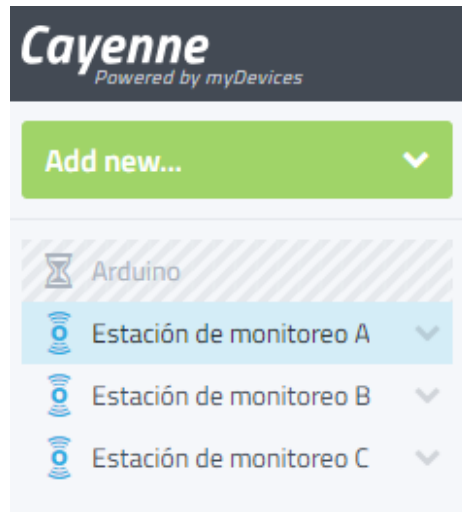 Cayenne
Powered by myDevices
Add new...
Arduino
Estación de monitoreo A
Estación de monitoreo B
Estación de monitoreo C